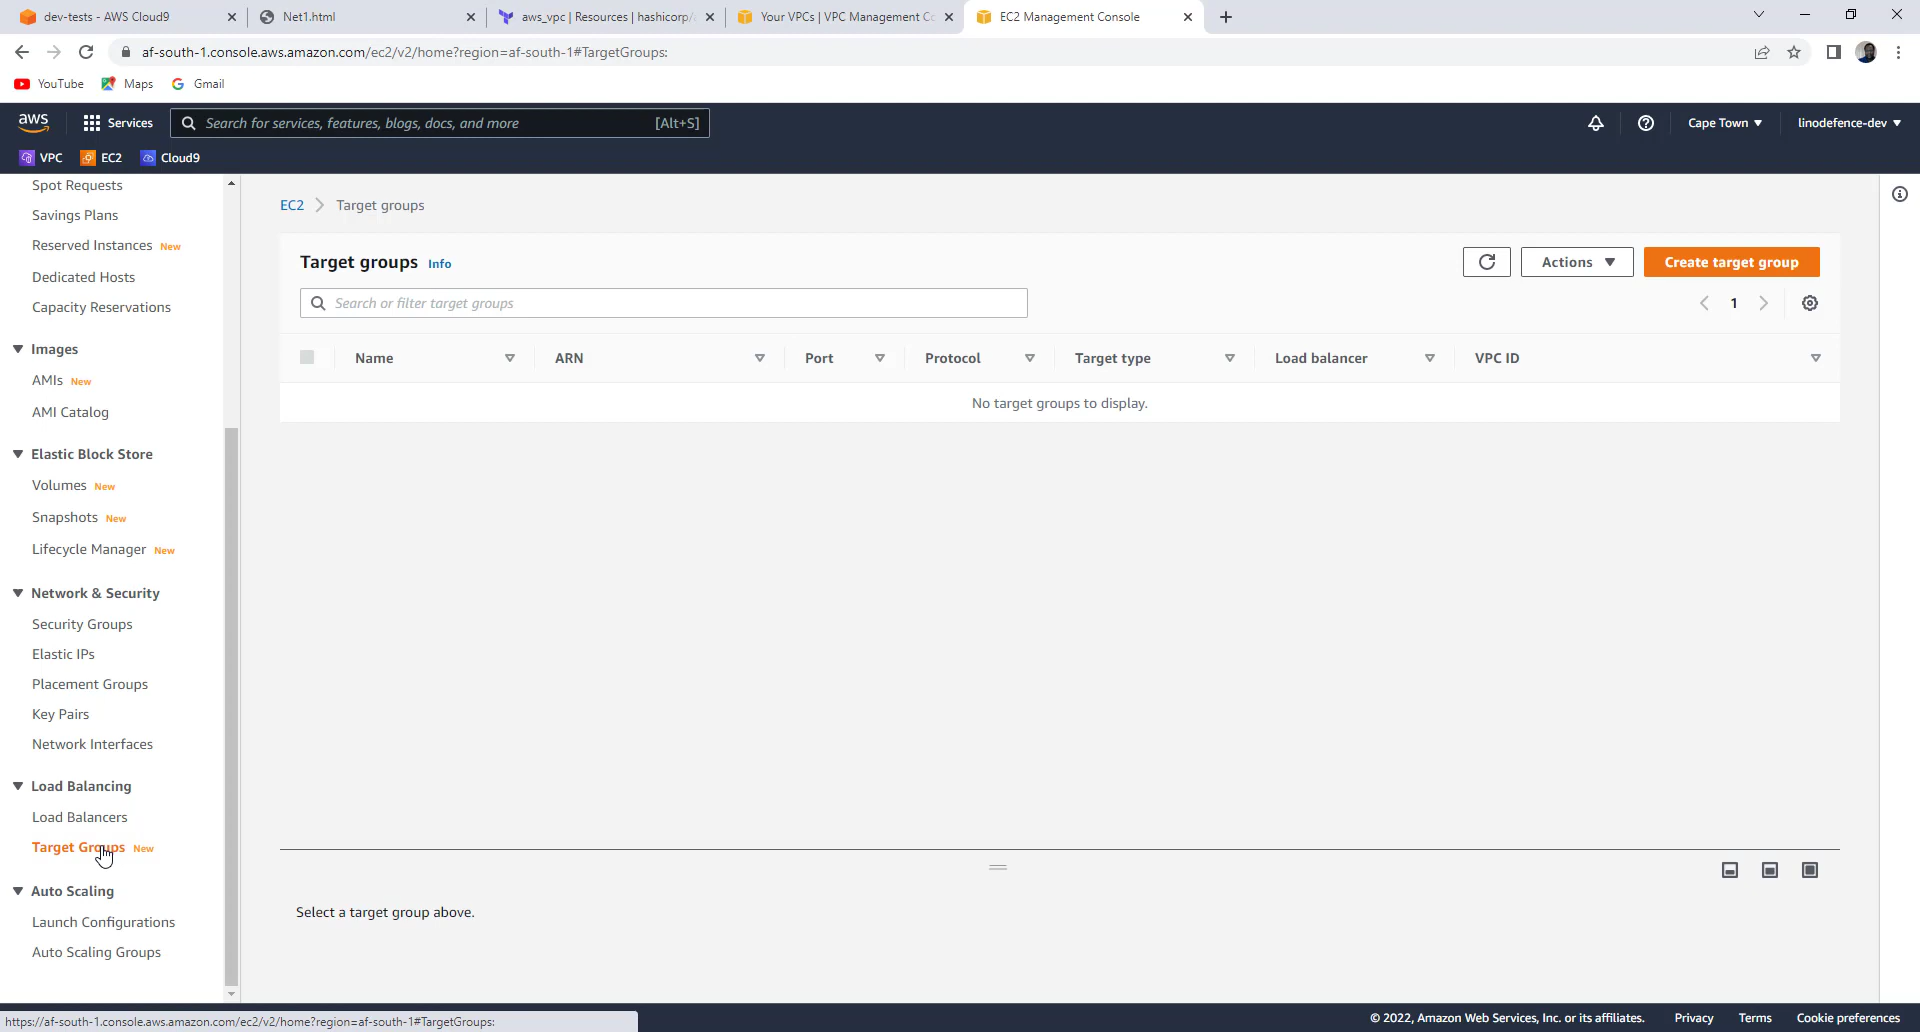 dev-tests - AWS Cloud9
Net1.html
aws_vpc | Resources | hashicorp/
Your VPCs | VPC Management Co
EC2 Management Console
af-south-1.console.aws.amazon.com/ec2/v2/home?region=af-south-1#TargetGroups:
YouTube
Maps
Gmail
aws
Services
Search for services, features, blogs, docs, and more
[Alt+S]
Cape Town
linodefence-dev
VPC
EC2
Cloud9
Spot Requests
Savings Plans
Reserved Instances New
Dedicated Hosts
Capacity Reservations
Images
AMIs New
AMI Catalog
Elastic Block Store
Volumes New
Snapshots New
Lifecycle Manager New
Network & Security
Security Groups
Elastic IPs
Placement Groups
Key Pairs
Network Interfaces
Load Balancing
Load Balancers
Target Groups New
Auto Scaling
Launch Configurations
Auto Scaling Groups
EC2 > Target groups
Target groups Info
Actions
Create target group
Search or filter target groups
1
Name
ARN
Port
Protocol
Target type
Load balancer
VPC ID
No target groups to display.
Select a target group above.
https://af-south-1.console.aws.amazon.com/ec2/v2/home?region=af-south-1#TargetGroups:
© 2022, Amazon Web Services, Inc. or its affiliates.
Privacy
Terms
Cookie preferences